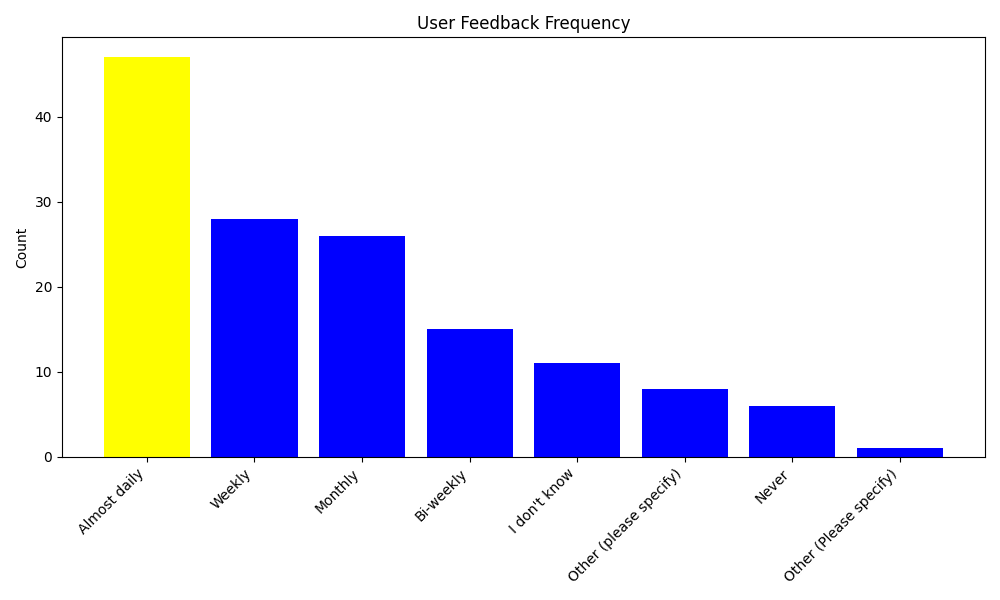 User Feedback Frequency
Count
40
30
20
10
0
Almost daily
Weekly
Monthly
Bi-weekly
I don't know
Other (please specify)
Never
Other (Please specify)